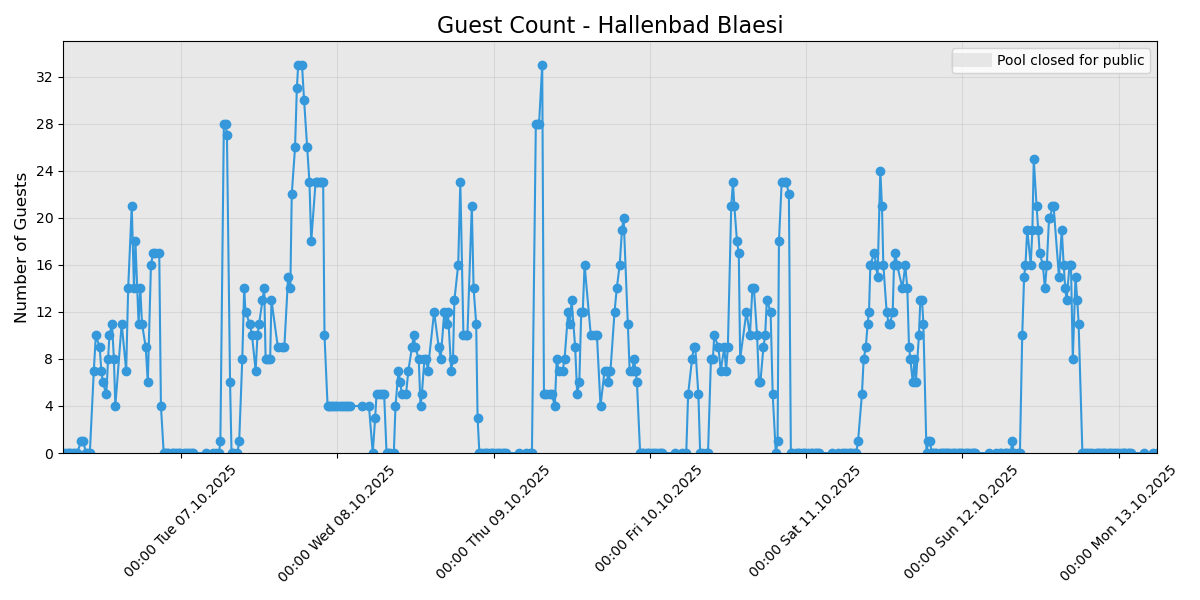 Guest Count - Hallenbad Blaesi
Pool closed for public
Number of Guests
32
28
24
20
16
12
8
4
0
00:00 Tue 07.10.2025
00:00 Wed 08.10.2025
00:00 Thu 09.10.2025
00:00 Fri 10.10.2025
00:00 Sat 11.10.2025
00:00 Sun 12.10.2025
00:00 Mon 13.10.2025